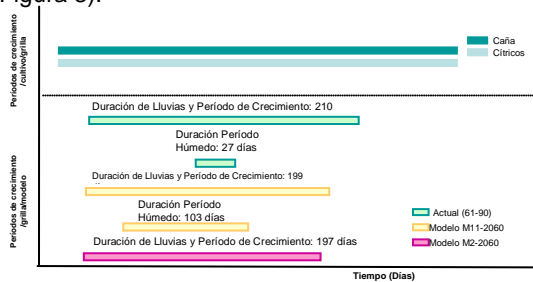 Figura 8).
Períodos de crecimiento
/cultivo/grilla
Caña
Cítricos
Duración de Lluvias y Período de Crecimiento: 210
Duración Período
Húmedo: 27 días
Duración de Lluvias y Período de Crecimiento: 199
Duración Período
Húmedo: 103 días
Duración de Lluvias y Período de Crecimiento: 197 días
Períodos de crecimiento
/grilla/modelo
Actual (61-90)
Modelo M11-2060
Modelo M2-2060
Tiempo (Días)